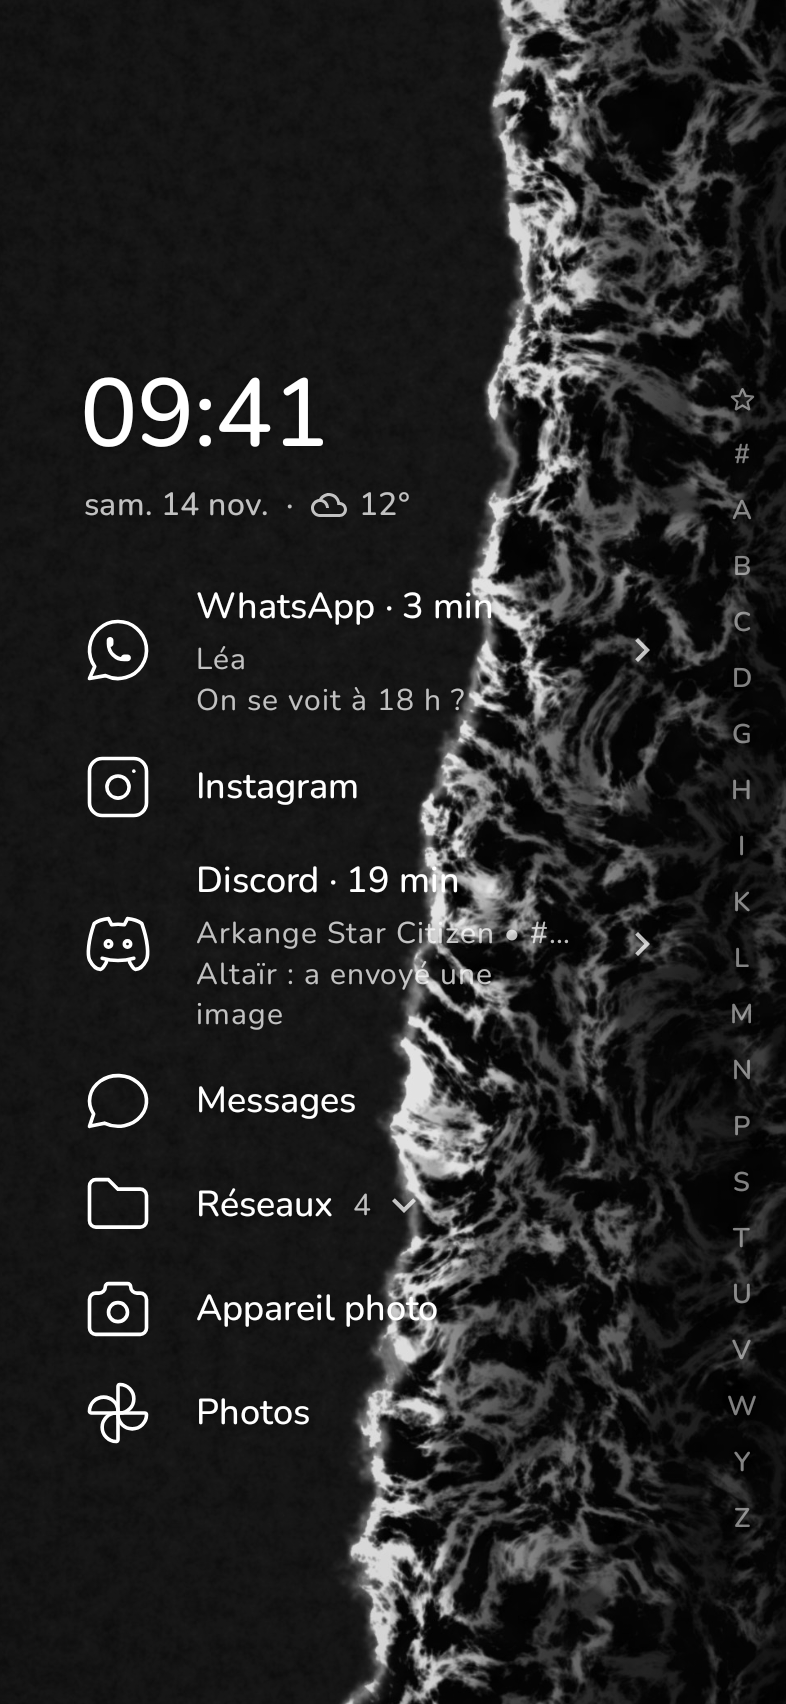 09:41
sam. 14 nov. · 12°
WhatsApp · 3 min
Léa
On se voit à 18 h ?
Instagram
Discord · 19 min
Arkange Star Citizen • #...
Altaïr : a envoyé une
image
Messages
Réseaux 4
Appareil photo
Photos
#
A
B
C
D
G
H
I
K
L
M
N
P
S
T
U
V
W
Y
Z